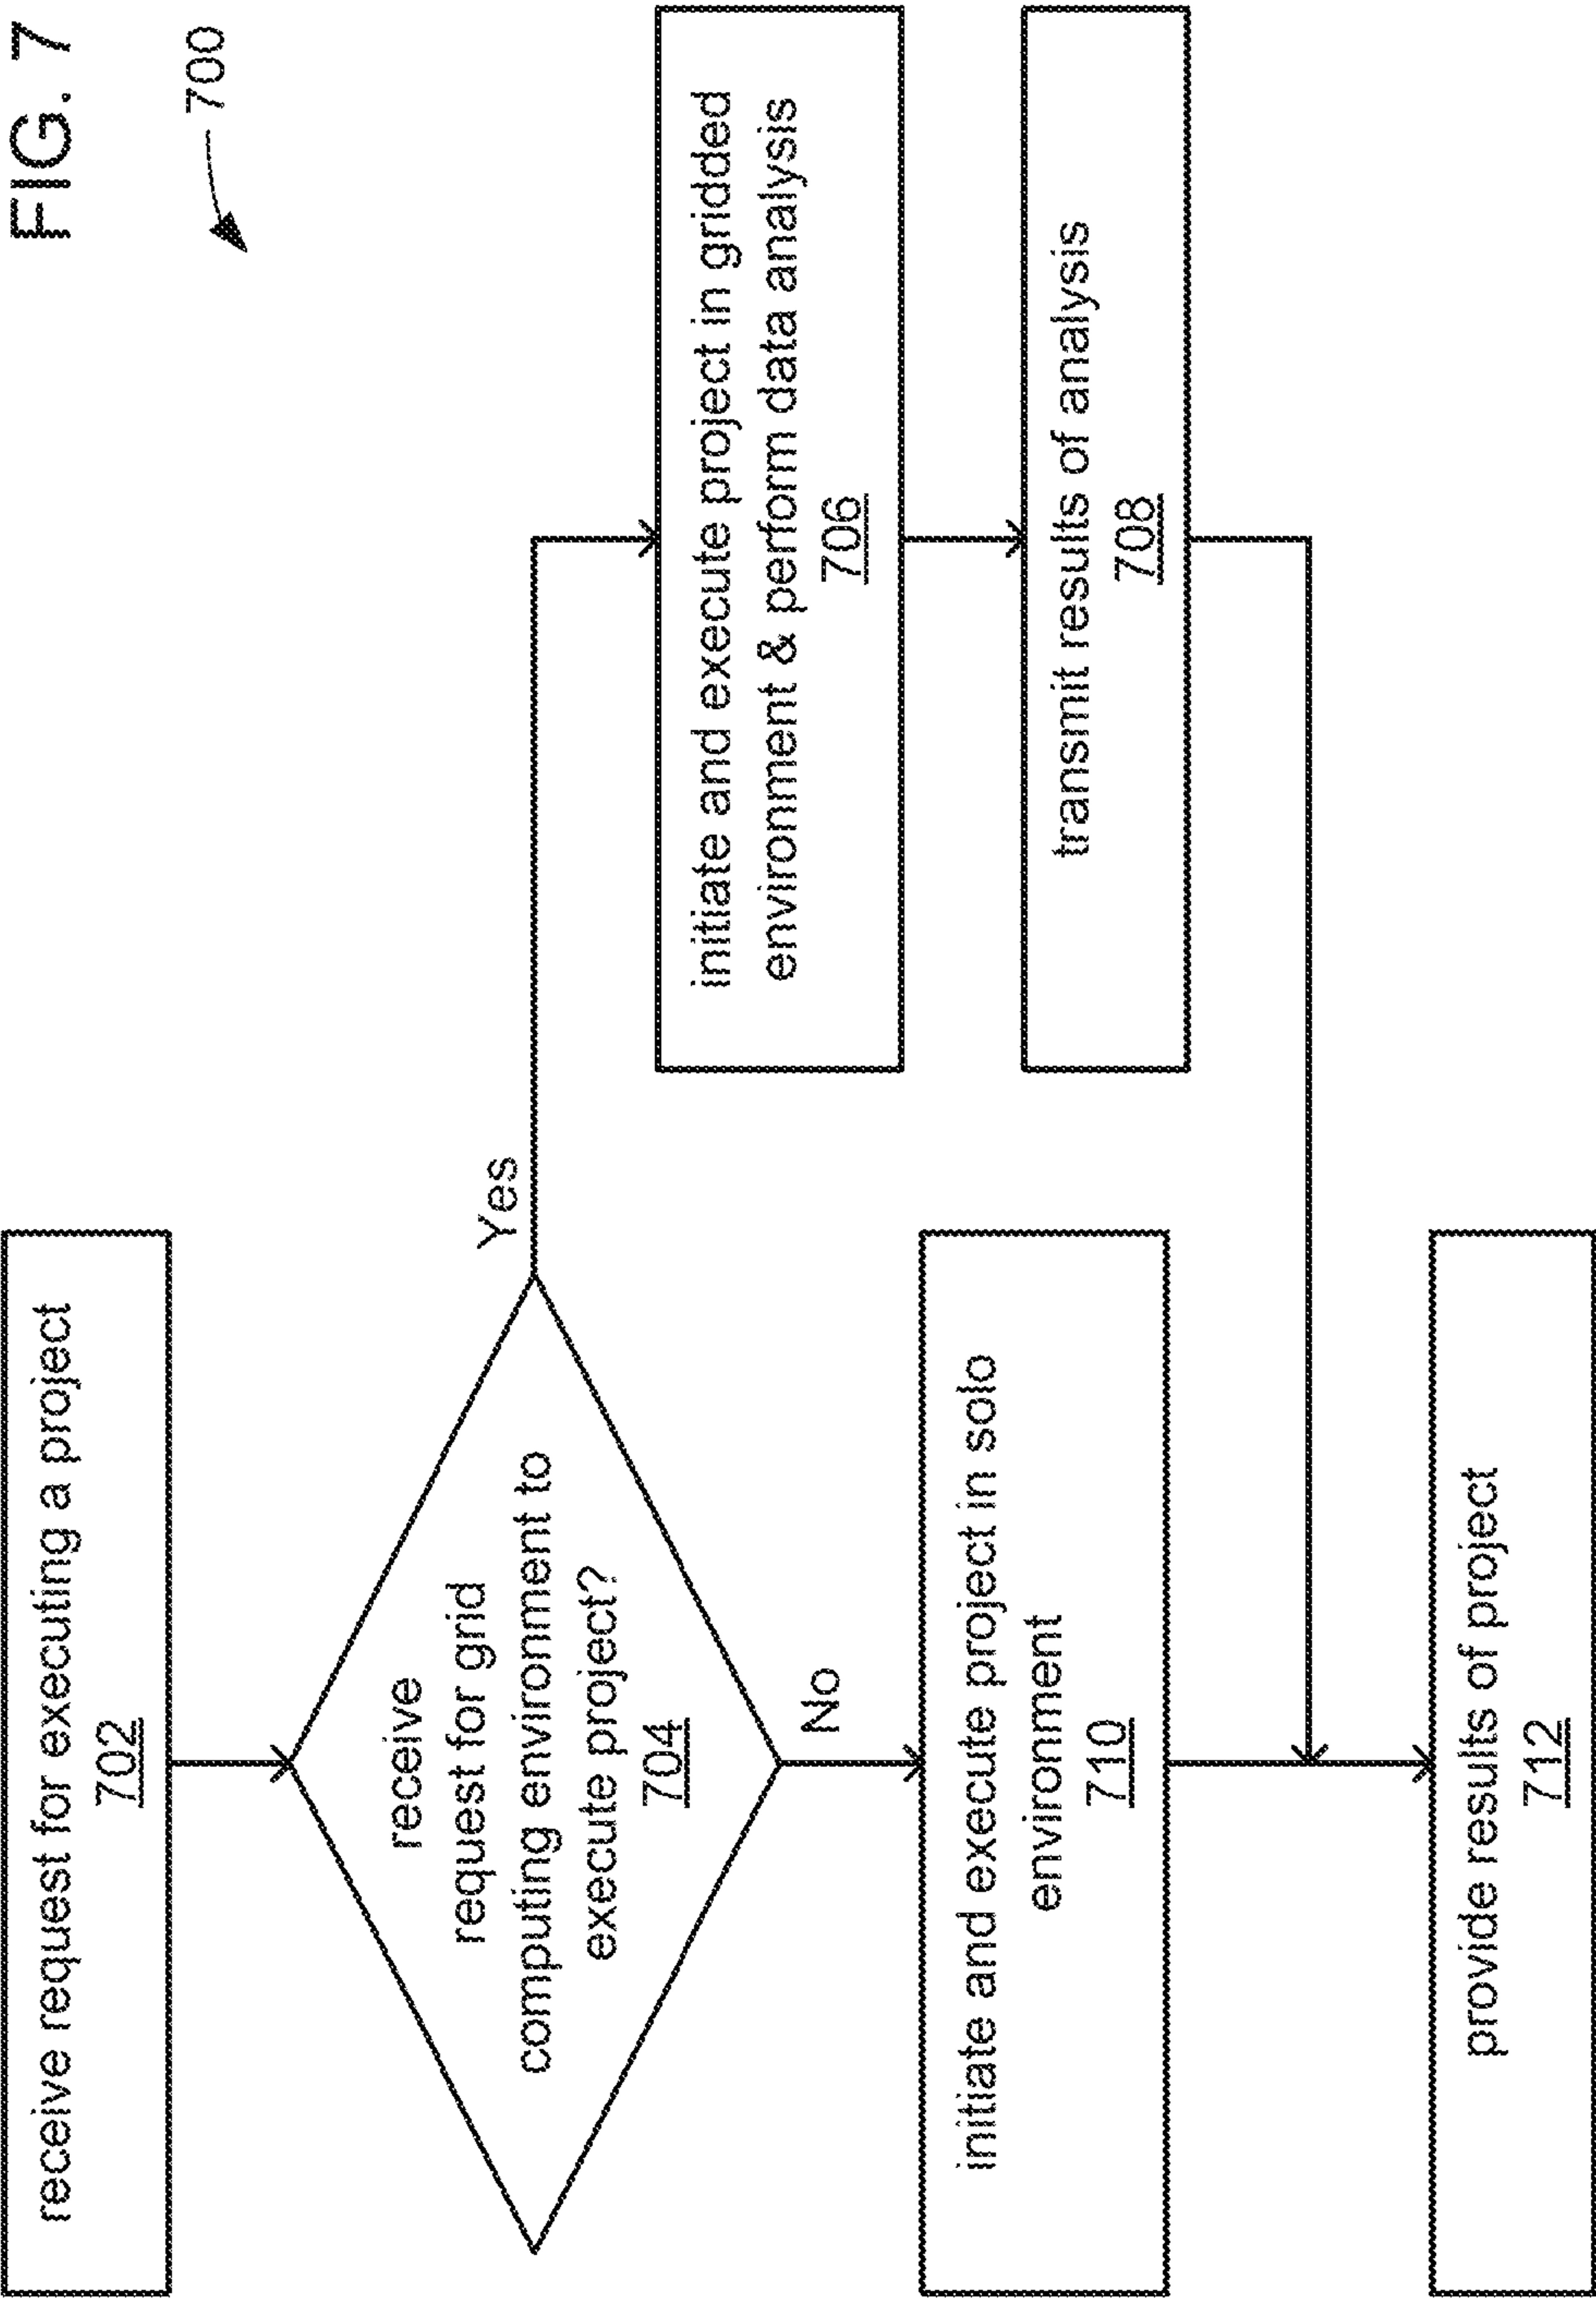 FIG. 7
700
receive request for executing a project
702
receive
request for grid
computing environment to
execute project?
704
Yes
No
initiate and execute project in gridded
environment & perform data analysis
706
transmit results of analysis
708
initiate and execute project in solo
environment
710
provide results of project
712